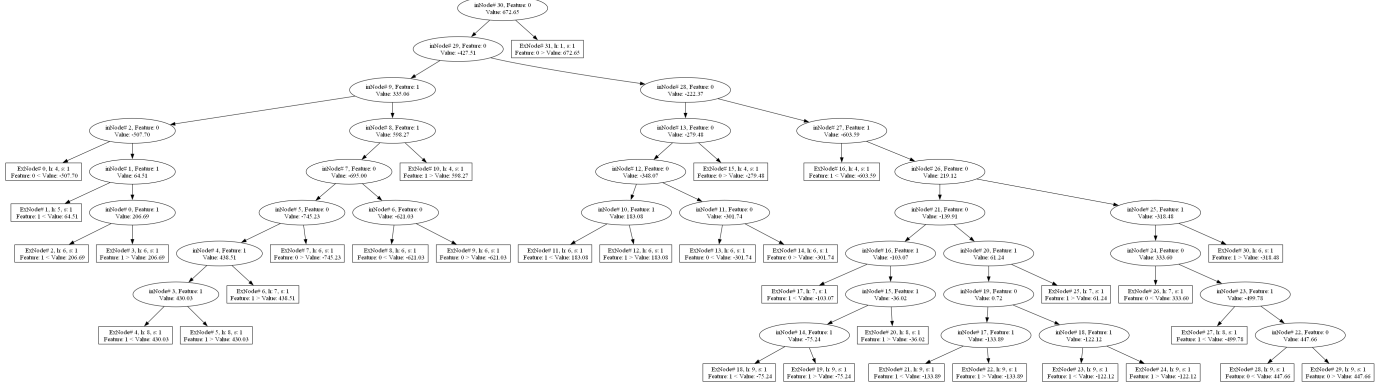 inNode# 30, Feature: 0
Value: 672.65
inNode# 29, Feature: 0
Value: -427.51
ExNode# 31, h: 1, s: 1
Feature: 0 > Value: 672.65
inNode# 9, Feature: 1
Value: 335.06
inNode# 28, Feature: 0
Value: -222.37
inNode# 2, Feature: 0
Value: -507.70
inNode# 8, Feature: 1
Value: 598.27
inNode# 13, Feature: 0
Value: -279.48
inNode# 27, Feature: 1
Value: -603.59
ExNode# 0, h: 4, s: 1
Feature: 0 < Value: -507.70
inNode# 1, Feature: 1
Value: 64.51
inNode# 7, Feature: 0
Value: -695.00
ExNode# 10, h: 4, s: 1
Feature: 1 > Value: 598.27
inNode# 12, Feature: 0
Value: -348.07
ExNode# 15, h: 4, s: 1
Feature: 0 > Value: -279.48
ExNode# 16, h: 4, s: 1
Feature: 1 < Value: -603.59
inNode# 26, Feature: 0
Value: 219.12
ExNode# 1, h: 5, s: 1
Feature: 1 < Value: 64.51
inNode# 0, Feature: 1
Value: 206.69
inNode# 5, Feature: 0
Value: -745.23
inNode# 6, Feature: 0
Value: -621.03
inNode# 10, Feature: 1
Value: 183.08
inNode# 11, Feature: 0
Value: -301.74
inNode# 21, Feature: 0
Value: -139.91
inNode# 25, Feature: 1
Value: -318.48
ExNode# 2, h: 6, s: 1
Feature: 1 < Value: 206.69
ExNode# 3, h: 6, s: 1
Feature: 1 > Value: 206.69
inNode# 4, Feature: 1
Value: 438.51
ExNode# 7, h: 6, s: 1
Feature: 0 > Value: -745.23
ExNode# 8, h: 6, s: 1
Feature: 0 < Value: -621.03
ExNode# 9, h: 6, s: 1
Feature: 0 > Value: -621.03
ExNode# 11, h: 6, s: 1
Feature: 1 < Value: 183.08
ExNode# 12, h: 6, s: 1
Feature: 1 > Value: 183.08
ExNode# 13, h: 6, s: 1
Feature: 0 < Value: -301.74
ExNode# 14, h: 6, s: 1
Feature: 0 > Value: -301.74
inNode# 16, Feature: 1
Value: -103.07
inNode# 20, Feature: 1
Value: 61.24
inNode# 24, Feature: 0
Value: 333.60
ExNode# 30, h: 6, s: 1
Feature: 1 > Value: -318.48
inNode# 3, Feature: 1
Value: 430.03
ExNode# 6, h: 7, s: 1
Feature: 1 > Value: 438.51
ExNode# 17, h: 7, s: 1
Feature: 1 < Value: -103.07
inNode# 15, Feature: 1
Value: -36.02
inNode# 19, Feature: 0
Value: 0.72
ExNode# 25, h: 7, s: 1
Feature: 1 > Value: 61.24
ExNode# 26, h: 7, s: 1
Feature: 0 < Value: 333.60
inNode# 23, Feature: 1
Value: -499.78
ExNode# 4, h: 8, s: 1
Feature: 1 < Value: 430.03
ExNode# 5, h: 8, s: 1
Feature: 1 > Value: 430.03
inNode# 14, Feature: 1
Value: -75.24
ExNode# 20, h: 8, s: 1
Feature: 1 > Value: -36.02
inNode# 17, Feature: 1
Value: -133.89
inNode# 18, Feature: 1
Value: -122.12
ExNode# 27, h: 8, s: 1
Feature: 1 < Value: -499.78
inNode# 22, Feature: 0
Value: 447.66
ExNode# 18, h: 9, s: 1
Feature: 1 < Value: -75.24
ExNode# 19, h: 9, s: 1
Feature: 1 > Value: -75.24
ExNode# 21, h: 9, s: 1
Feature: 1 < Value: -133.89
ExNode# 22, h: 9, s: 1
Feature: 1 > Value: -133.89
ExNode# 23, h: 9, s: 1
Feature: 1 < Value: -122.12
ExNode# 24, h: 9, s: 1
Feature: 1 > Value: -122.12
ExNode# 28, h: 9, s: 1
Feature: 0 < Value: 447.66
ExNode# 29, h: 9, s: 1
Feature: 0 > Value: 447.66